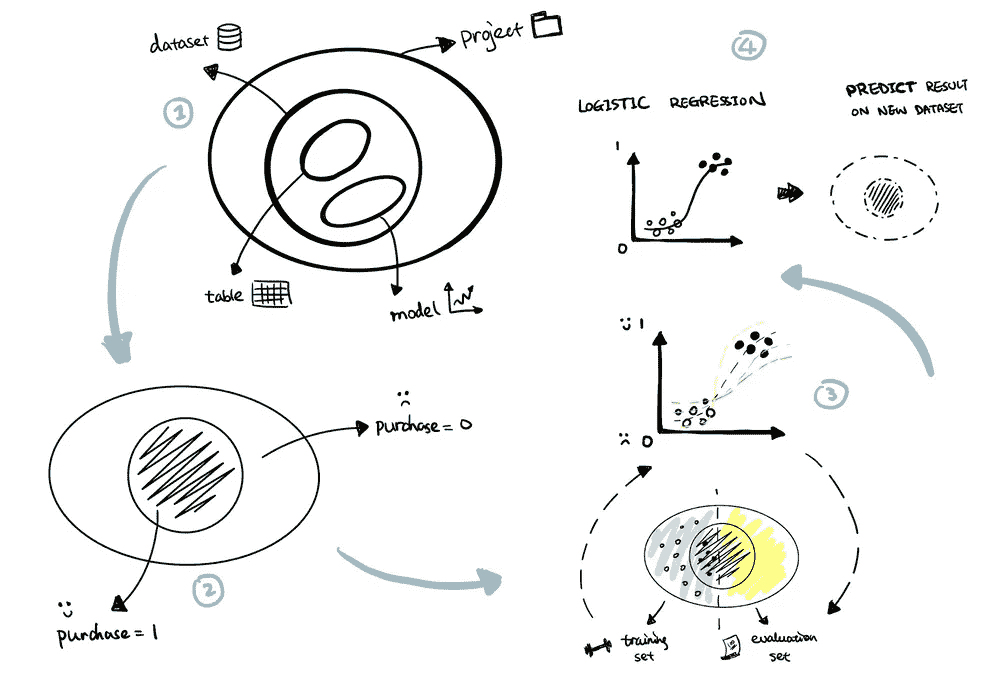 dataset
project
1
table
model
purchase = 0
purchase = 1
2
1
0
training
set
evaluation
set
3
4
LOGISTIC REGRESSION
1
0
PREDICT RESULT
ON NEW DATASET